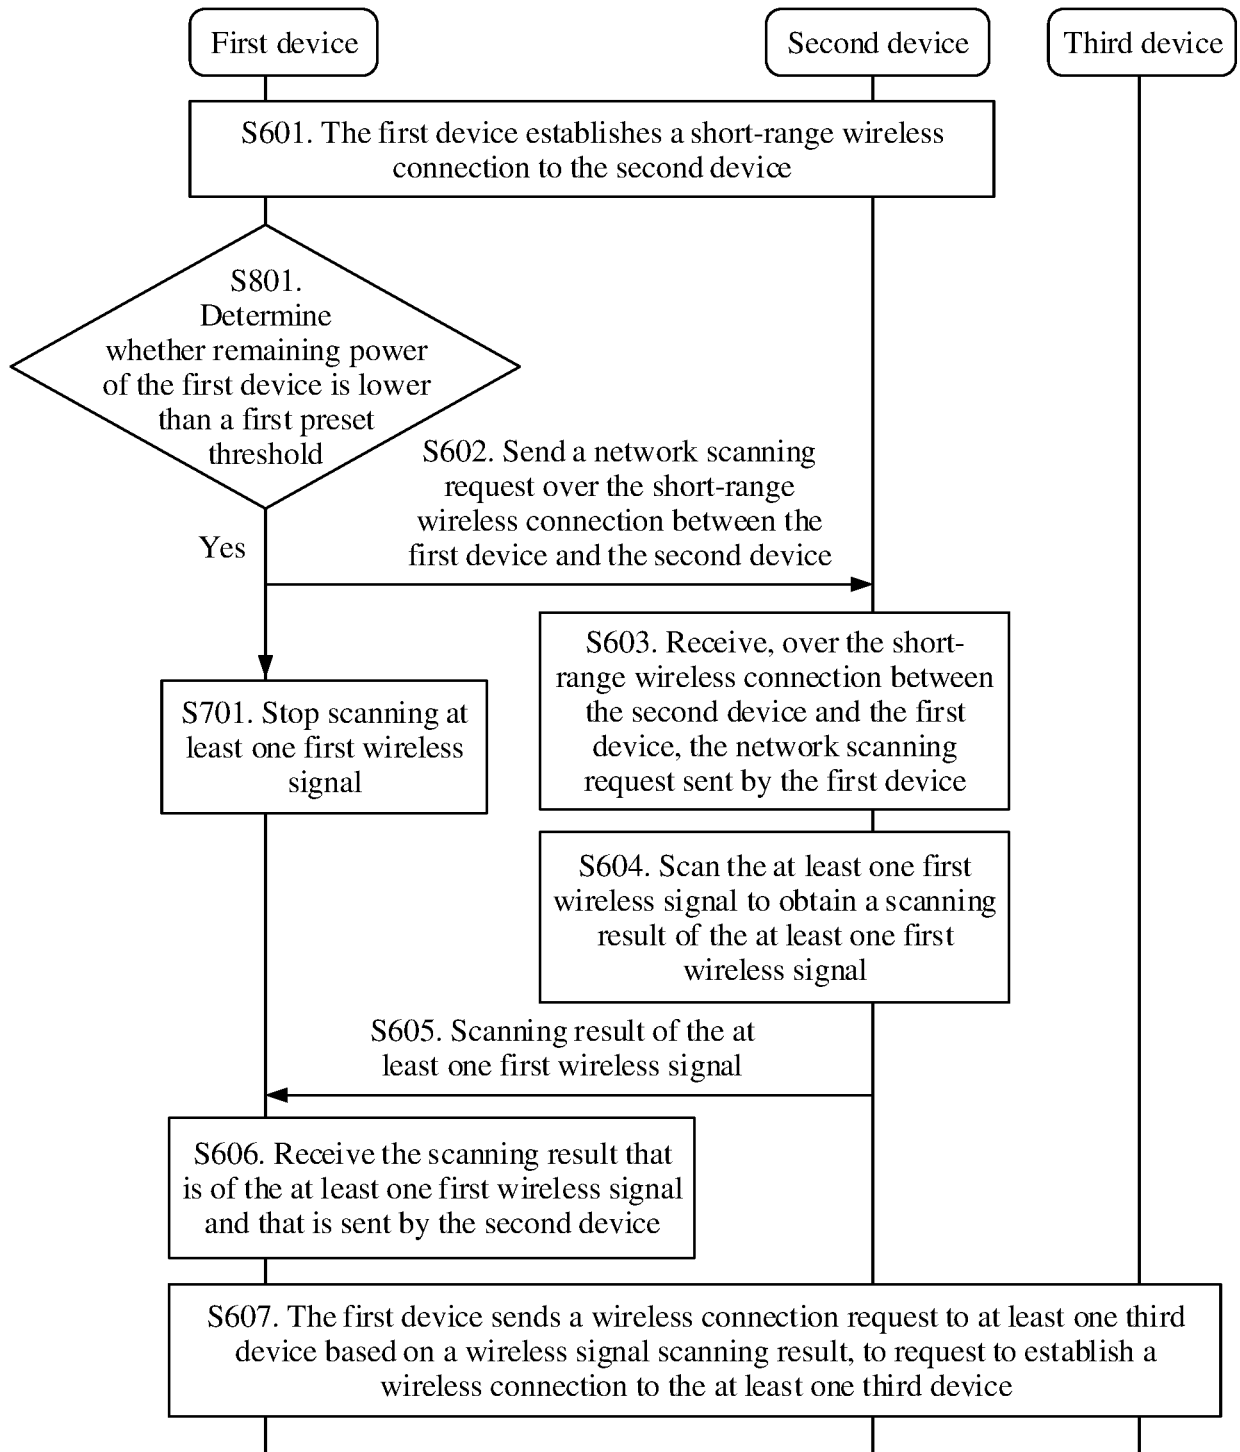 First device
Second device
Third device
S601. The first device establishes a short-range wireless
connection to the second device
S801.
Determine
whether remaining power
of the first device is lower
than a first preset
threshold
Yes
S602. Send a network scanning
request over the short-range
wireless connection between the
first device and the second device
S603. Receive, over the short-
range wireless connection between
the second device and the first
device, the network scanning
request sent by the first device
S701. Stop scanning at
least one first wireless
signal
S604. Scan the at least one first
wireless signal to obtain a scanning
result of the at least one first
wireless signal
S605. Scanning result of the at
least one first wireless signal
S606. Receive the scanning result that
is of the at least one first wireless signal
and that is sent by the second device
S607. The first device sends a wireless connection request to at least one third
device based on a wireless signal scanning result, to request to establish a
wireless connection to the at least one third device